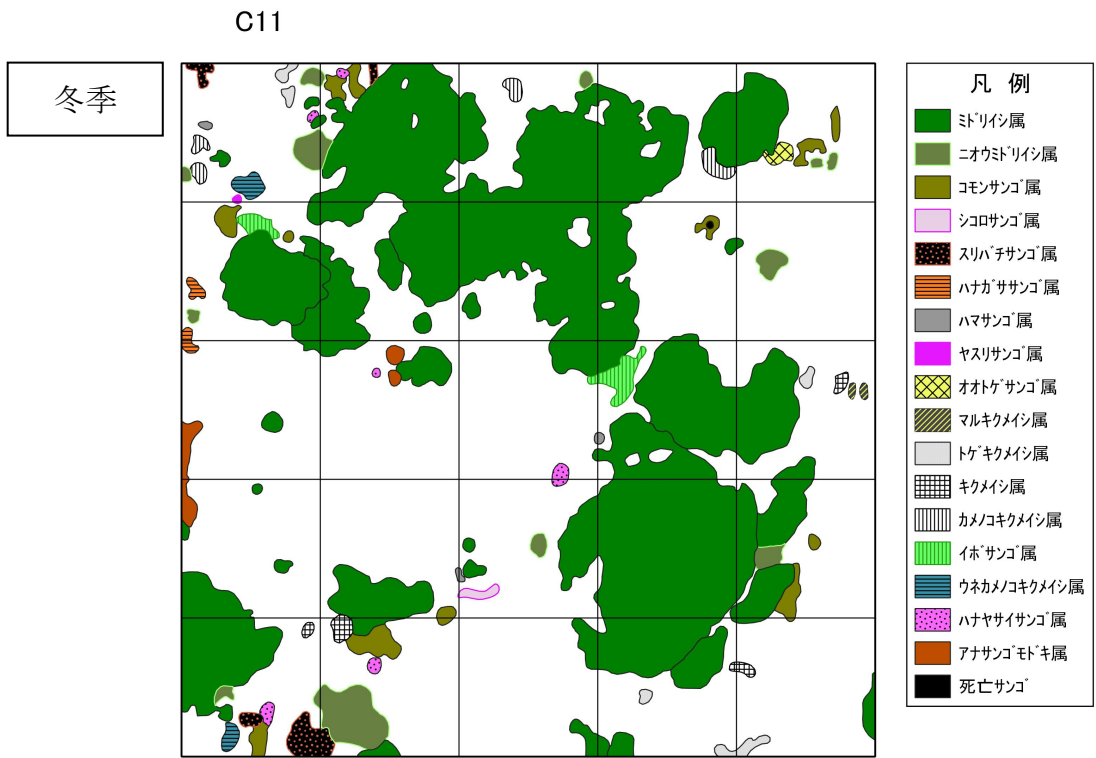 C11
冬季
凡 例
ミドリイシ属
ニオウミドリイシ属
コモンサンゴ属
シコロサンゴ属
スリバチサンゴ属
ハナガササンゴ属
ハマサンゴ属
ヤスリサンゴ属
オオトゲサンゴ属
マルキクメイシ属
トゲキクメイシ属
キクメイシ属
カメノコキクメイシ属
イボサンゴ属
ウネカメノコキクメイシ属
ハナヤサイサンゴ属
アナサンゴモドキ属
死亡サンゴ